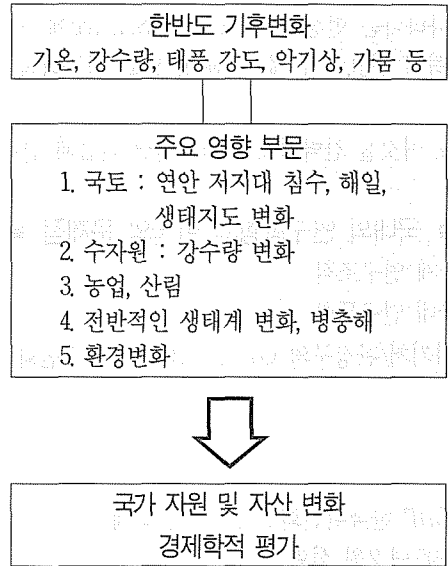 한반도 기후변화
기온, 강수량, 태풍 강도, 악기상, 가뭄 등
주요 영향 부문
1. 국토 : 연안 저지대 침수, 해일,
생태지도 변화
2. 수자원 : 강수량 변화
3. 농업, 산림
4. 전반적인 생태계 변화, 병충해
5. 환경변화
국가 자원 및 자산 변화
경제학적 평가